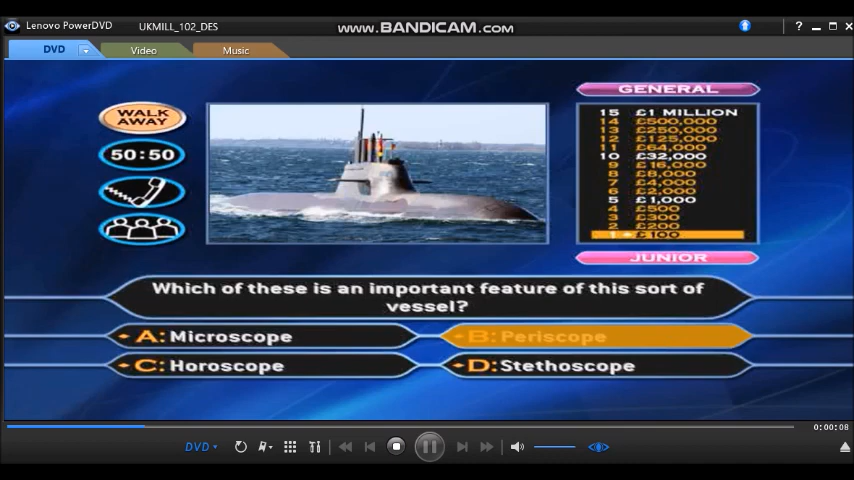 Lenovo PowerDVD
UKMILL_102_DES
www.BANDICAM.com
?
DVD
Video
Music
WALK
AWAY
50:50
GENERAL
15 £1 MILLION
14 £500,000
13 £250,000
12 £125,000
11 £64,000
10 £32,000
9 £16,000
8 £8,000
7 £4,000
6 £2,000
5 £1,000
4 £500
3 £300
2 £200
1 £100
JUNIOR
Which of these is an important feature of this sort of
vessel?
A: Microscope
B: Periscope
C: Horoscope
D: Stethoscope
0:00:08
DVD